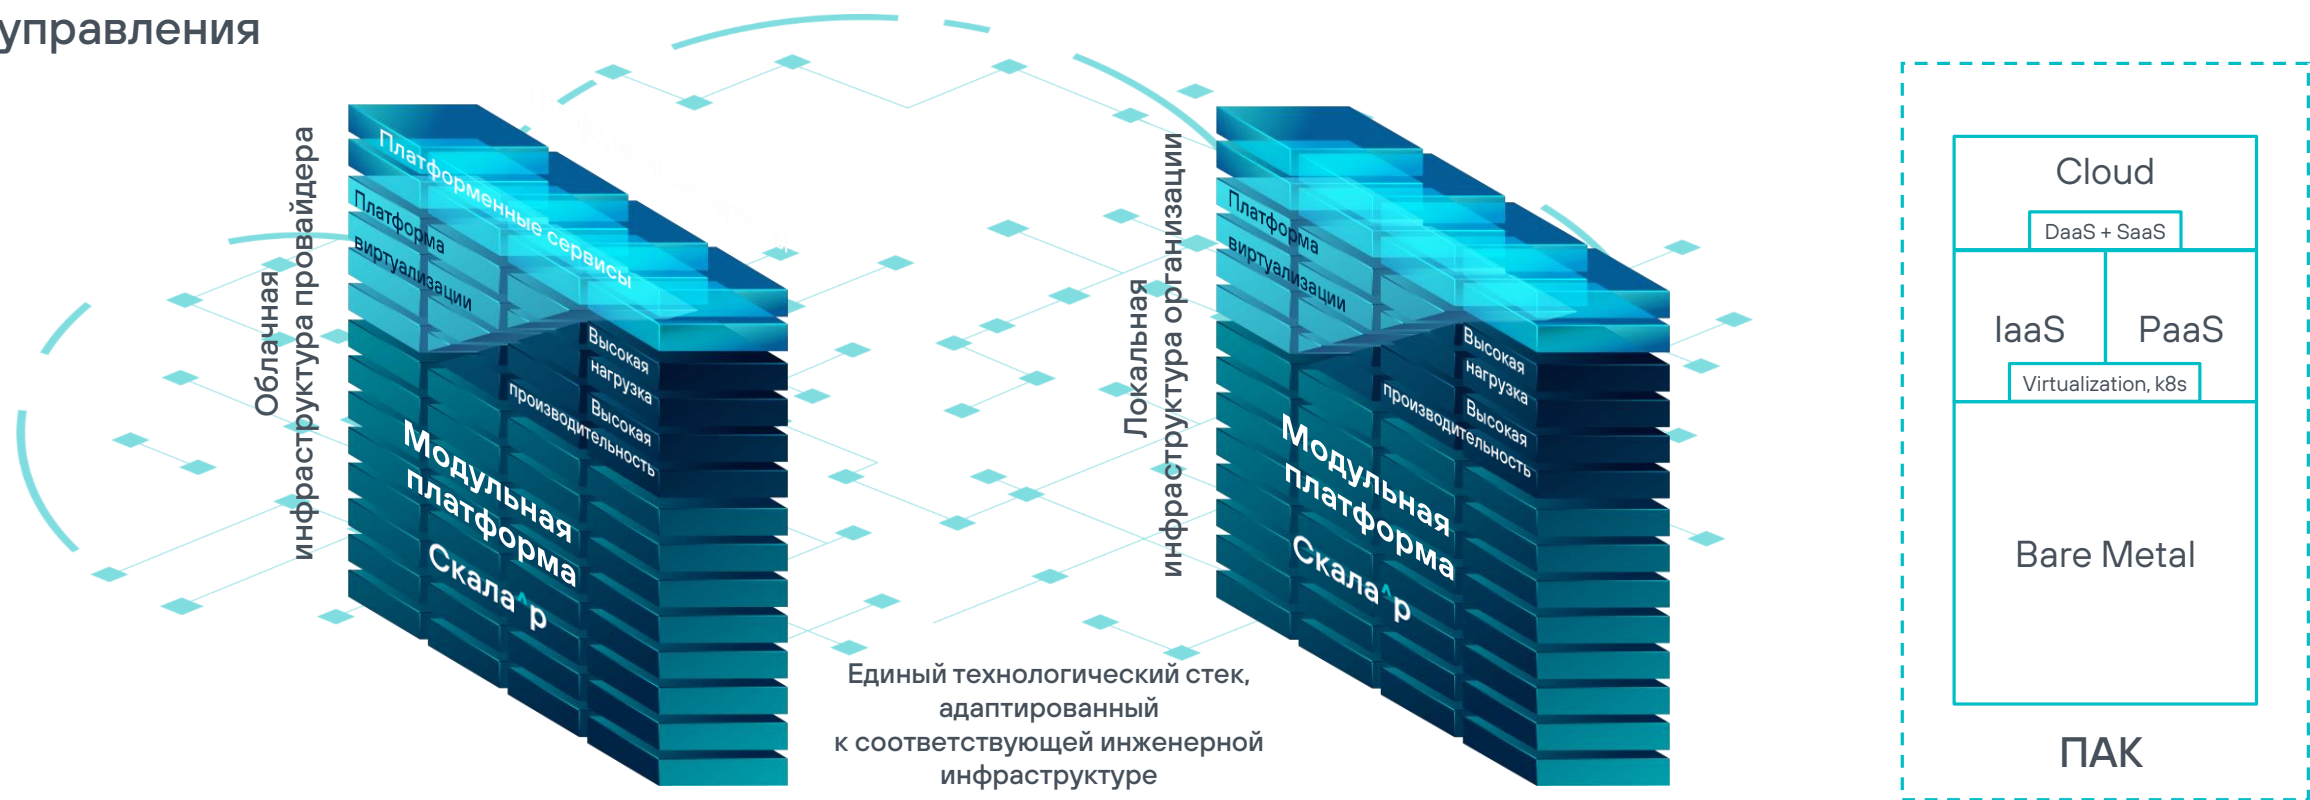 управления
Облачная
инфраструктура провайдера
Платформенные сервисы
Платформа
виртуализации
Высокая
нагрузка
Высокая
производительность
Модульная
платформа
Скала^р
Единый технологический стек,
адаптированный
к соответствующей инженерной
инфраструктуре
Локальная
инфраструктура организации
Платформа
виртуализации
Высокая
нагрузка
Высокая
производительность
Модульная
платформа
Скала^р
Cloud
DaaS + SaaS
IaaS
PaaS
Virtualization, k8s
Bare Metal
ПАК